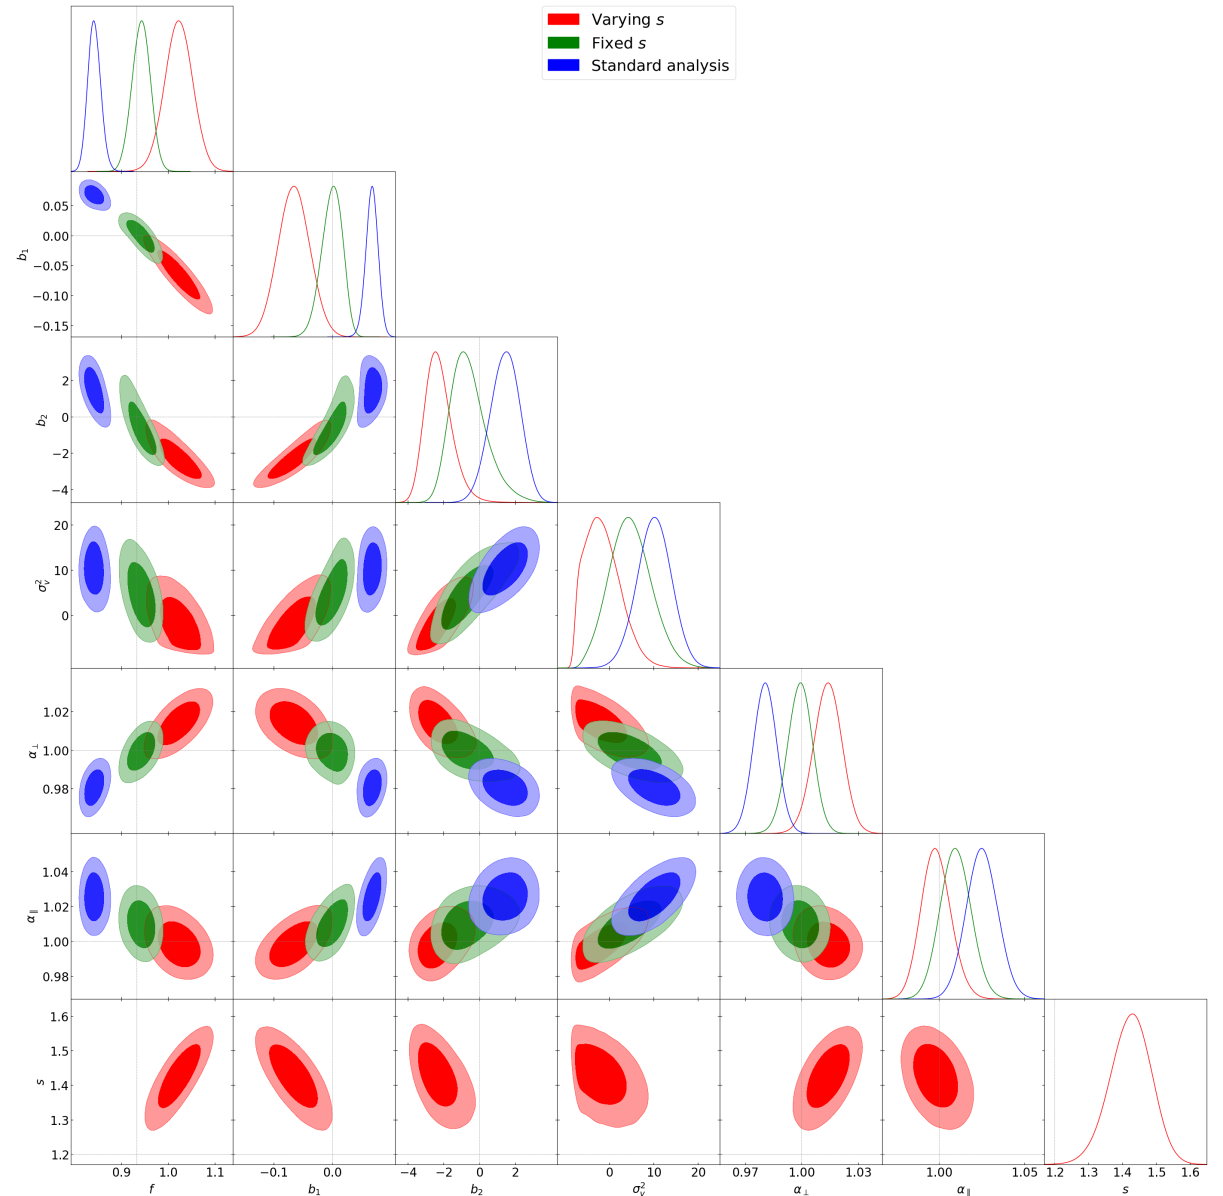 Varying s
Fixed s
Standard analysis
0.05
0.00
−0.05
−0.10
−0.15
b₁
2
0
−2
−4
b₂
20
10
0
σᵥ²
1.02
1.00
0.98
α⊥
1.04
1.02
1.00
0.98
α∥
1.6
1.5
1.4
1.3
1.2
s
0.9 1.0 1.1
f
−0.1 0.0
b₁
−4 −2 0 2
b₂
0 10 20
σᵥ²
0.97 1.00 1.03
α⊥
1.00 1.05
α∥
1.2 1.3 1.4 1.5 1.6
s